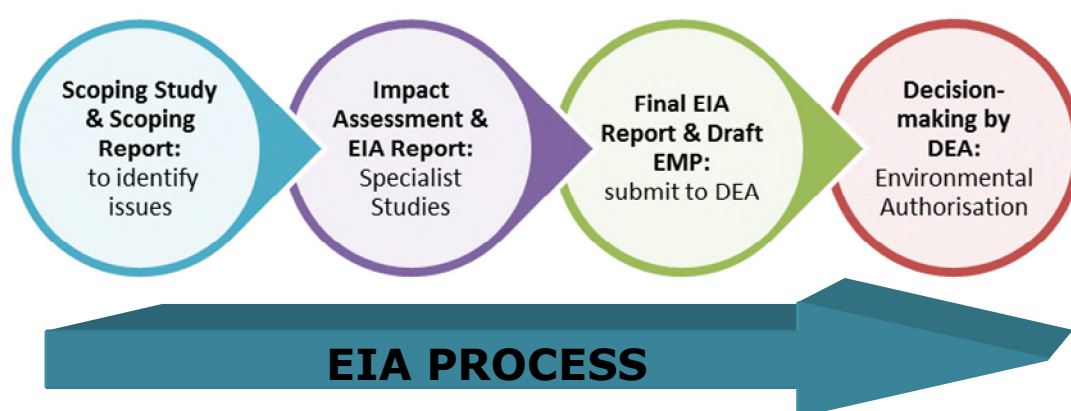 Scoping Study
& Scoping
Report:
to identify
issues
Impact
Assessment &
EIA Report:
Specialist
Studies
Final EIA
Report & Draft
EMP:
submit to DEA
Decision-
making by
DEA:
Environmental
Authorisation
EIA PROCESS